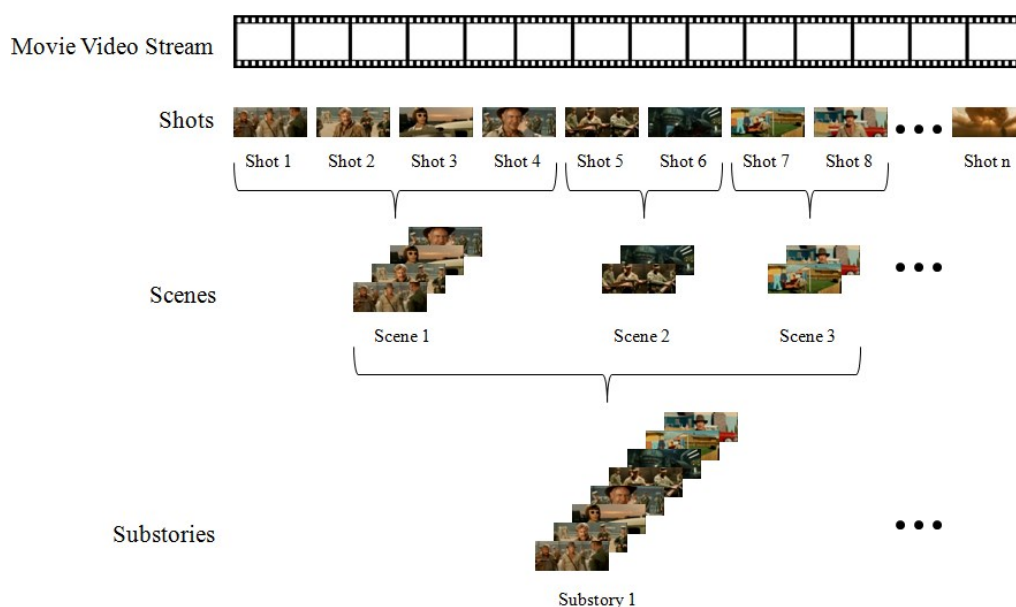 Movie Video Stream
Shots
Shot 1 Shot 2 Shot 3 Shot 4 Shot 5 Shot 6 Shot 7 Shot 8 Shot n
Scenes
Scene 1 Scene 2 Scene 3
Substories
Substory 1